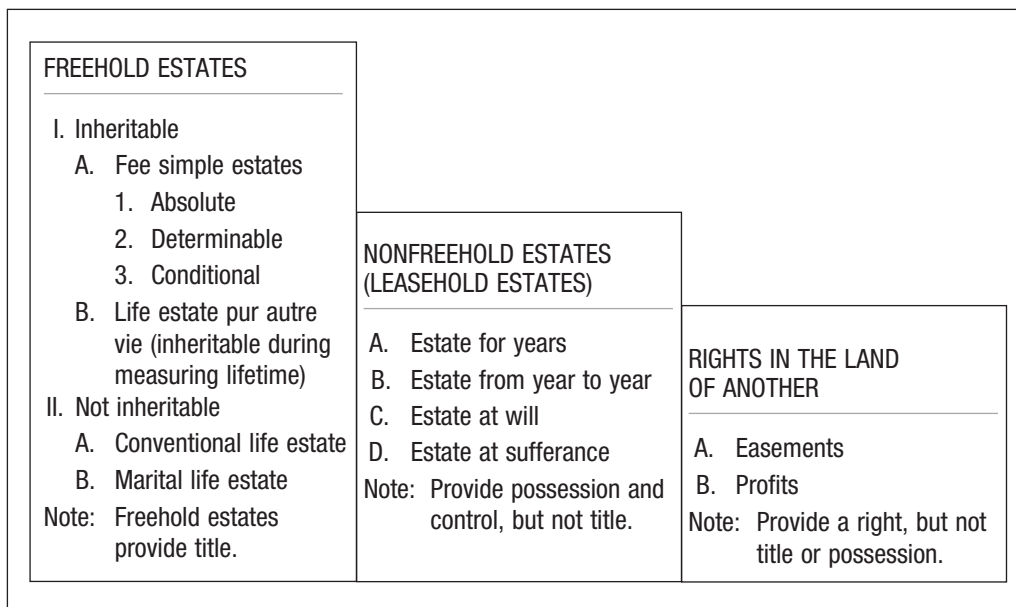 FREEHOLD ESTATES
I. Inheritable
A. Fee simple estates
1. Absolute
2. Determinable
3. Conditional
B. Life estate pur autre
vie (inheritable during
measuring lifetime)
II. Not inheritable
A. Conventional life estate
B. Marital life estate
Note: Freehold estates
provide title.
NONFREEHOLD ESTATES
(LEASEHOLD ESTATES)
A. Estate for years
B. Estate from year to year
C. Estate at will
D. Estate at sufferance
Note: Provide possession and
control, but not title.
RIGHTS IN THE LAND
OF ANOTHER
A. Easements
B. Profits
Note: Provide a right, but not
title or possession.